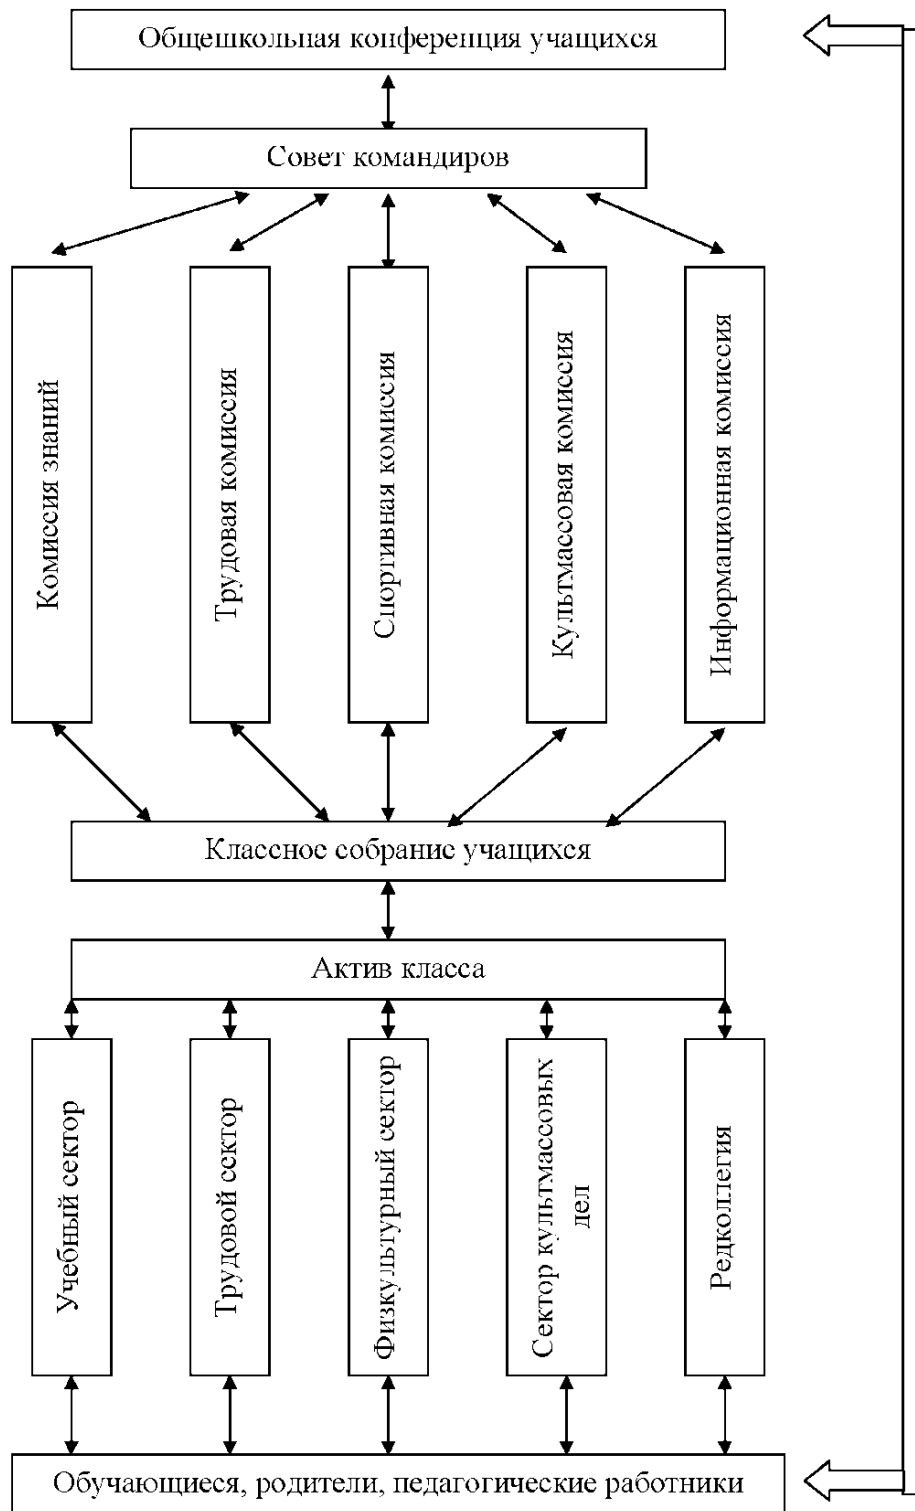 Общешкольная конференция учащихся
Совет командиров
Комиссия знаний
Трудовая комиссия
Спортивная комиссия
Культмассовая комиссия
Информационная комиссия
Классное собрание учащихся
Актив класса
Учебный сектор
Трудовой сектор
Физкультурный сектор
Сектор культмассовых
дел
Редколлегия
Обучающиеся, родители, педагогические работники